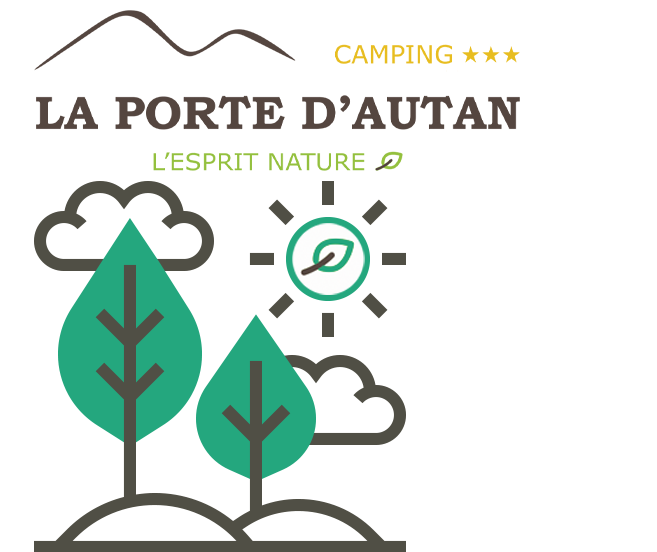 CAMPING ★★★
LA PORTE D’AUTAN
L’ESPRIT NATURE